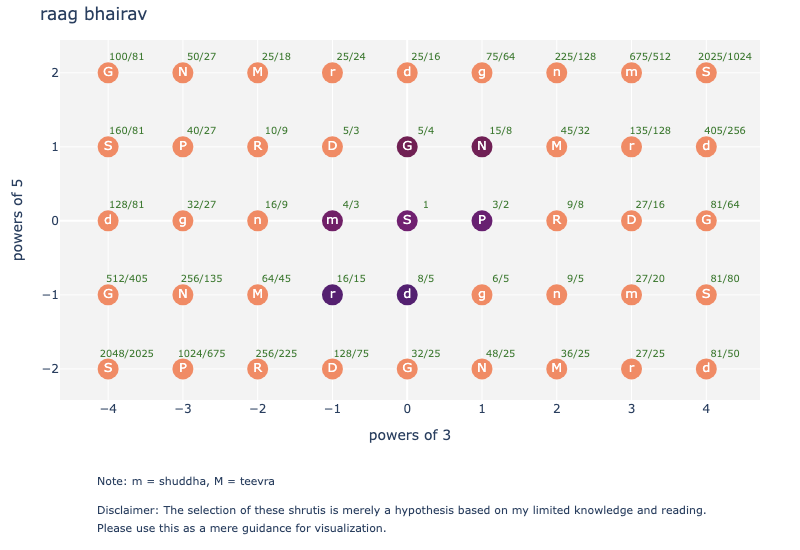 raag bhairav
100/81 50/27 25/18 25/24 25/16 75/64 225/128 675/512 2025/1024
2 G N M r d g n m S
160/81 40/27 10/9 5/3 5/4 15/8 45/32 135/128 405/256
1 S P R D G N M r d
128/81 32/27 16/9 4/3 1 3/2 9/8 27/16 81/64
0 d g n m S P R D G
512/405 256/135 64/45 16/15 8/5 6/5 9/5 27/20 81/80
−1 G N M r d g n m S
2048/2025 1024/675 256/225 128/75 32/25 48/25 36/25 27/25 81/50
−2 S P R D G N M r d
−4 −3 −2 −1 0 1 2 3 4
powers of 5
powers of 3
Note: m = shuddha, M = teevra
Disclaimer: The selection of these shrutis is merely a hypothesis based on my limited knowledge and reading.
Please use this as a mere guidance for visualization.